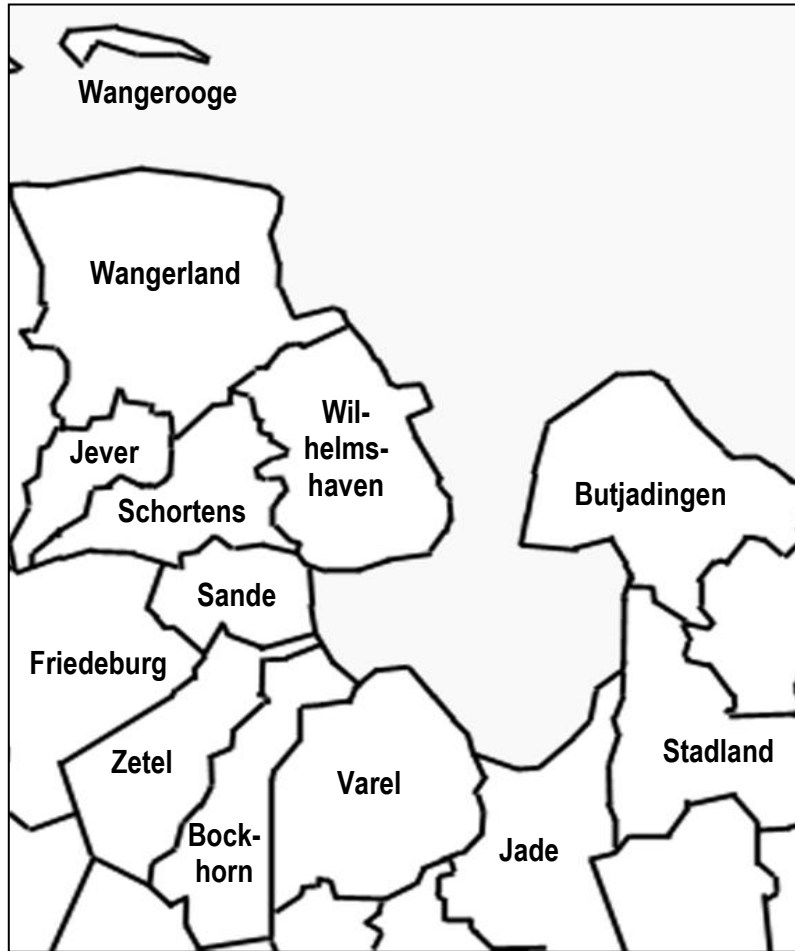 Wangerooge
Wangerland
Wil-
helms-
haven
Jever
Schortens
Butjadingen
Sande
Friedeburg
Zetel
Varel
Stadland
Bock-
horn
Jade